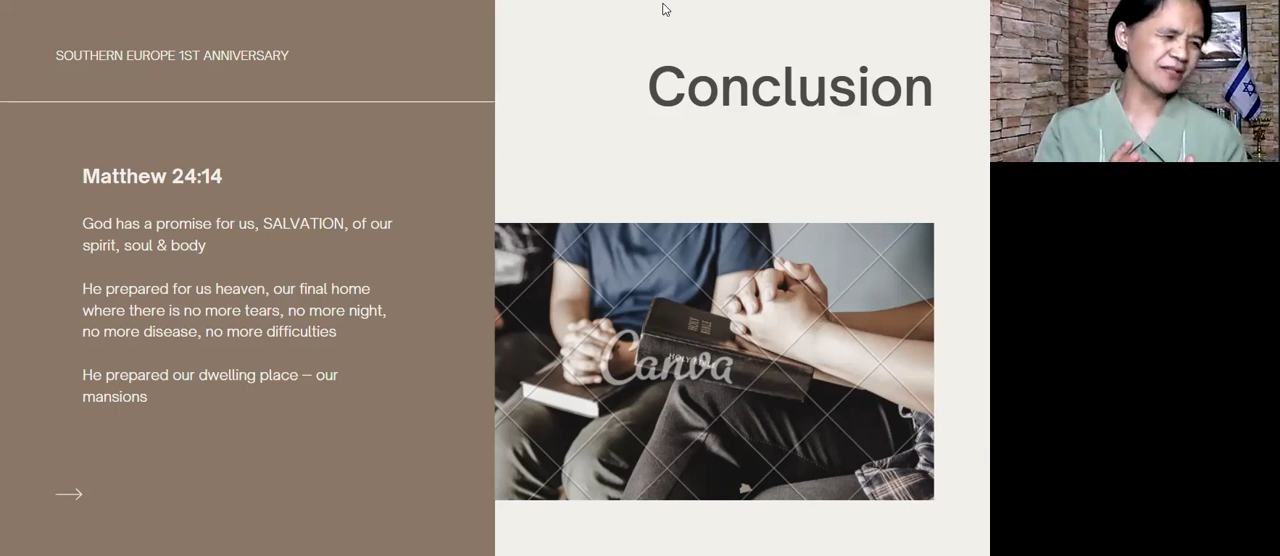 SOUTHERN EUROPE 1ST ANNIVERSARY
Conclusion
Matthew 24:14
God has a promise for us, SALVATION, of our
spirit, soul & body
He prepared for us heaven, our final home
where there is no more tears, no more night,
no more disease, no more difficulties
He prepared our dwelling place – our
mansions
HOLY
BIBLE
HOLY
Canva